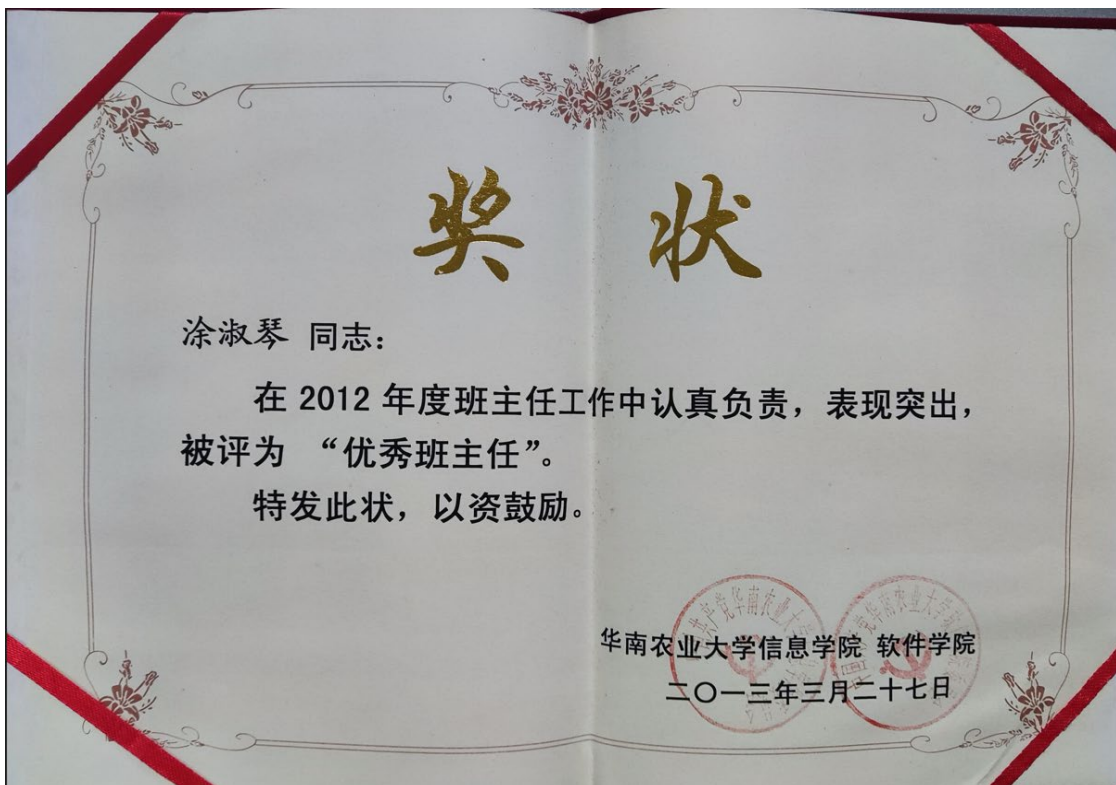 奖 状
涂淑琴 同志：
在 2012 年度班主任工作中认真负责，表现突出，
被评为 “优秀班主任”。
特发此状，以资鼓励。
华南农业大学信息学院 软件学院
二〇一三年三月二十七日